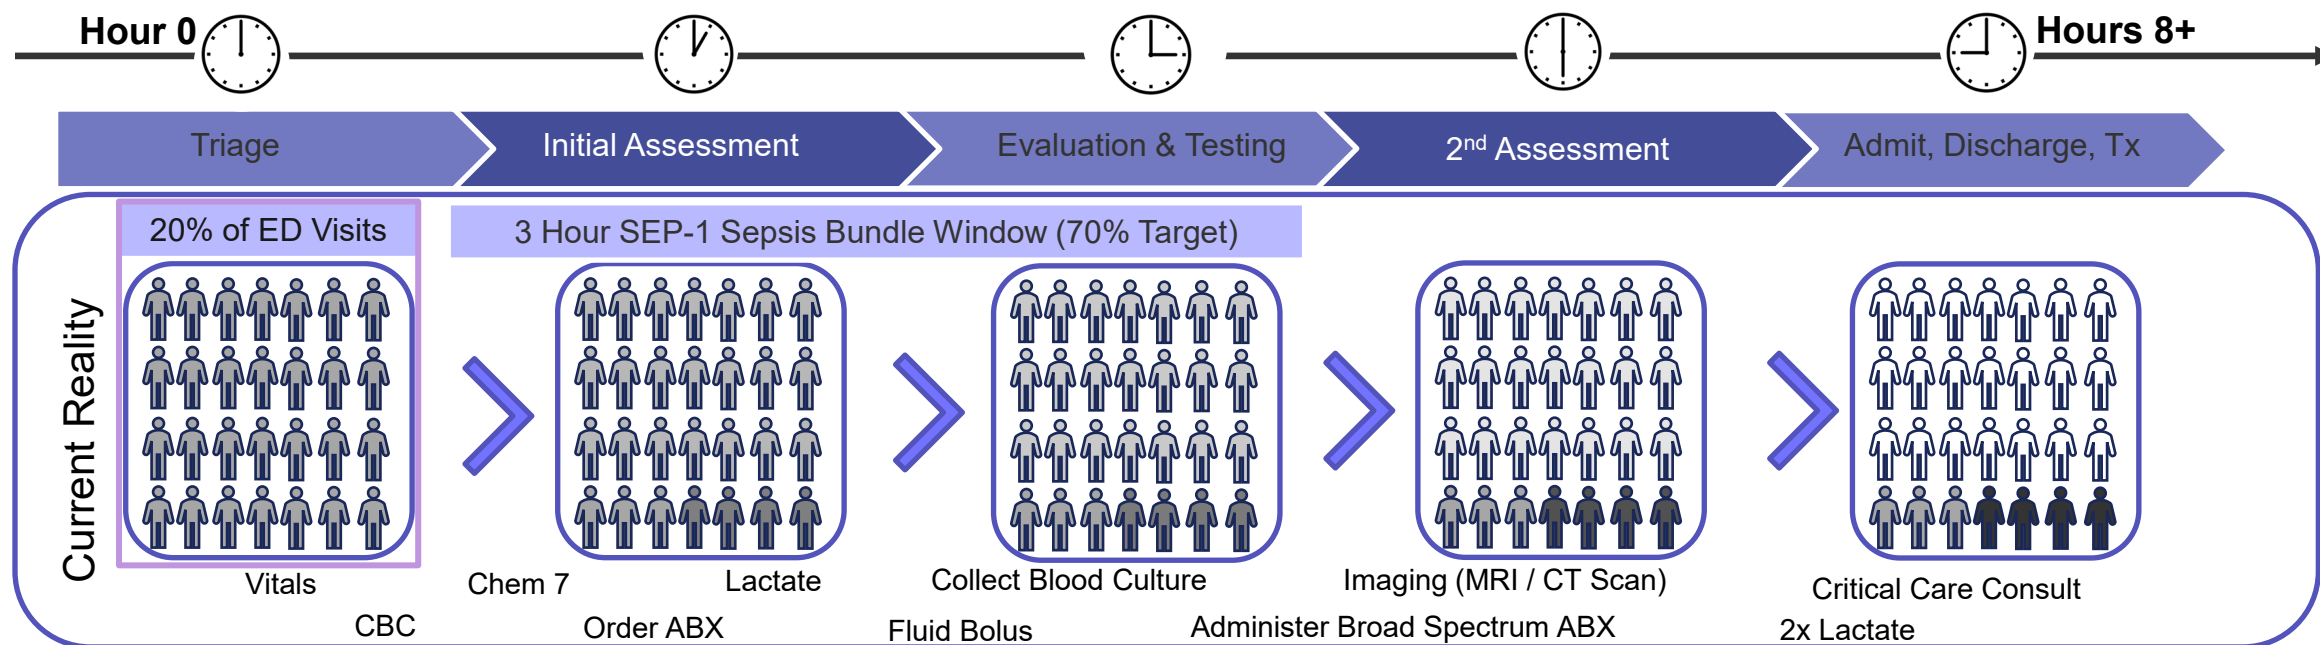 Hour 0
Hours 8+
Triage
Initial Assessment
Evaluation & Testing
2nd Assessment
Admit, Discharge, Tx
20% of ED Visits
3 Hour SEP-1 Sepsis Bundle Window (70% Target)
Current Reality
Vitals
Chem 7
Lactate
Collect Blood Culture
Imaging (MRI / CT Scan)
Critical Care Consult
CBC
Order ABX
Fluid Bolus
Administer Broad Spectrum ABX
2x Lactate